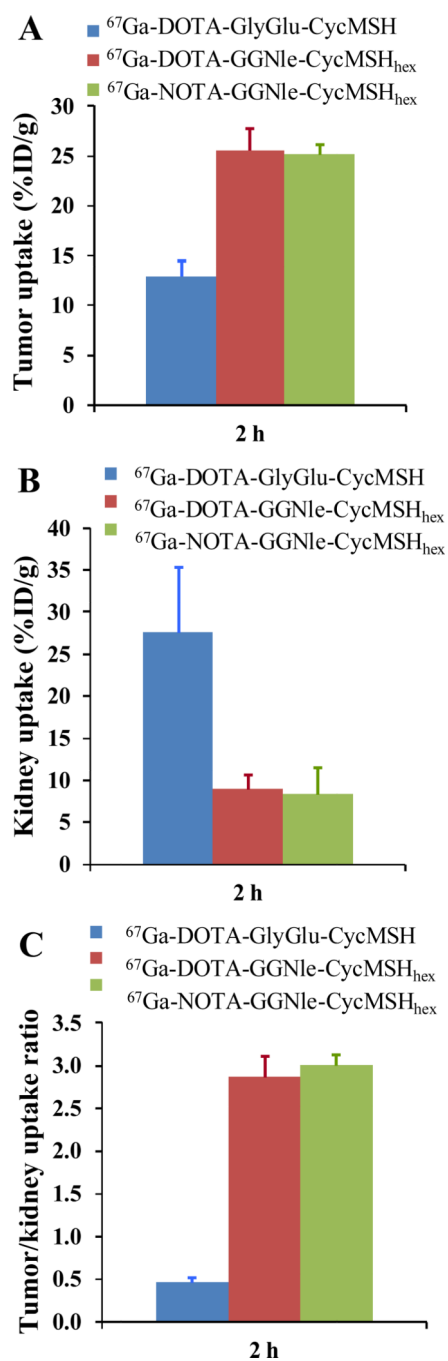 A
⁶⁷Ga-DOTA-GlyGlu-CycMSH
⁶⁷Ga-DOTA-GGNle-CycMSHhex
⁶⁷Ga-NOTA-GGNle-CycMSHhex
Tumor uptake (%ID/g)
30
25
20
15
10
5
0
2 h
B
⁶⁷Ga-DOTA-GlyGlu-CycMSH
⁶⁷Ga-DOTA-GGNle-CycMSHhex
⁶⁷Ga-NOTA-GGNle-CycMSHhex
Kidney uptake (%ID/g)
40
35
30
25
20
15
10
5
0
2 h
C
⁶⁷Ga-DOTA-GlyGlu-CycMSH
⁶⁷Ga-DOTA-GGNle-CycMSHhex
⁶⁷Ga-NOTA-GGNle-CycMSHhex
Tumor/kidney uptake ratio
3.5
3.0
2.5
2.0
1.5
1.0
0.5
0.0
2 h